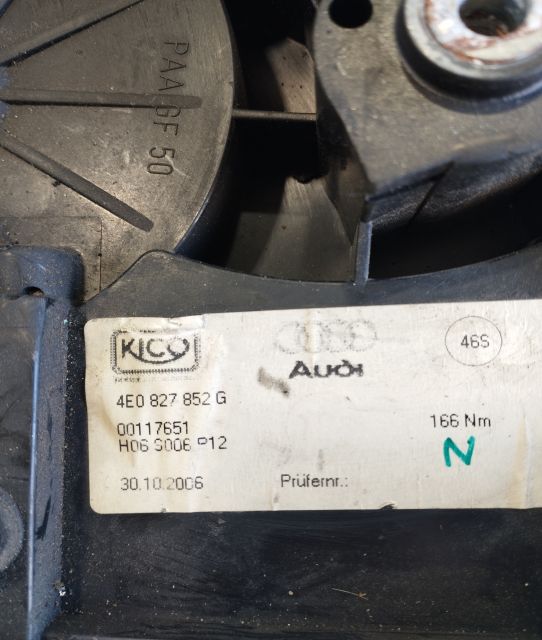 PAA GF 50
KICO
Audi
46S
4E0 827 852 G
00117651
H06 S006 P12
166 Nm
N
30.10.2006
Prüfernr.: